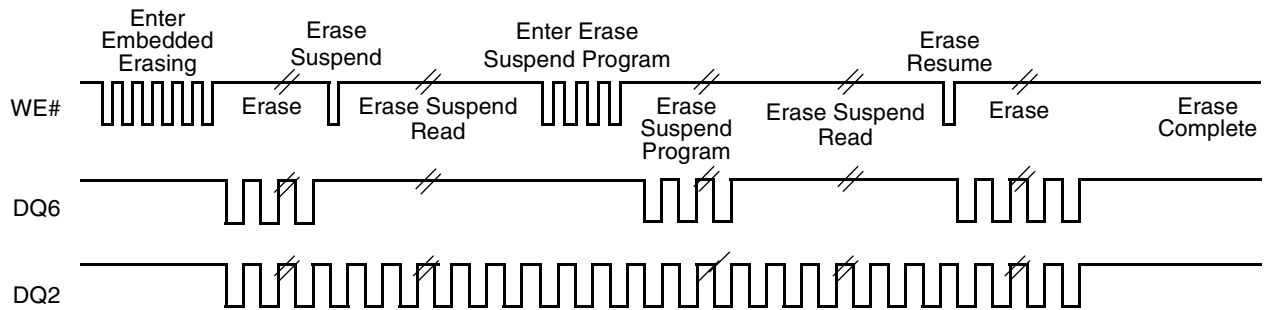 Enter
Embedded
Erasing
Erase
Suspend
Enter Erase
Suspend Program
Erase
Resume
WE#
Erase
Erase Suspend
Read
Erase
Suspend
Program
Erase Suspend
Read
Erase
Erase
Complete
DQ6
DQ2